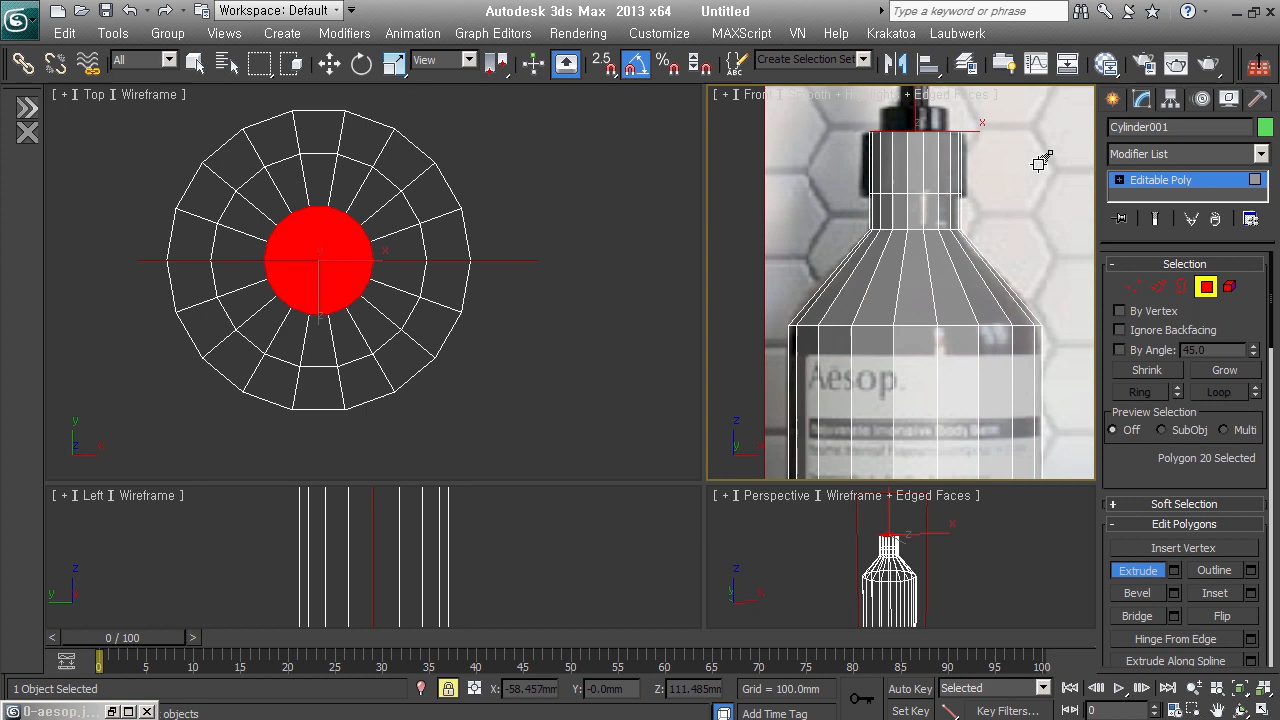 Workspace: Default
Autodesk 3ds Max 2013 x64 Untitled
Type a keyword or phrase
Edit Tools Group Views Create Modifiers Animation Graph Editors Rendering Customize MAXScript VN Help Krakatoa Laubwerk
All
View
2.5
Create Selection Set
[ + ] Top ] Wireframe ]
Cylinder001
Modifier List
Editable Poly
Selection
By Vertex
Ignore Backfacing
By Angle: 45.0
Shrink Grow
Ring Loop
Preview Selection
Off SubObj Multi
Polygon 20 Selected
Soft Selection
Edit Polygons
Insert Vertex
Extrude Outline
Bevel Inset
Bridge Flip
Hinge From Edge
Extrude Along Spline
Aesop.
[ + ] Left ] Wireframe ]
[ + ] Perspective ] Wireframe + Edged Faces ]
0 / 100
0 5 10 15 20 25 30 35 40 45 50 55 60 65 70 75 80 85 90 95 100
1 Object Selected
X: -58.457mm Y: -0.0mm Z: 111.485mm
Grid = 100.0mm
Auto Key
Selected
0-aesop.j...
objects
Add Time Tag
Set Key
Key Filters...
0